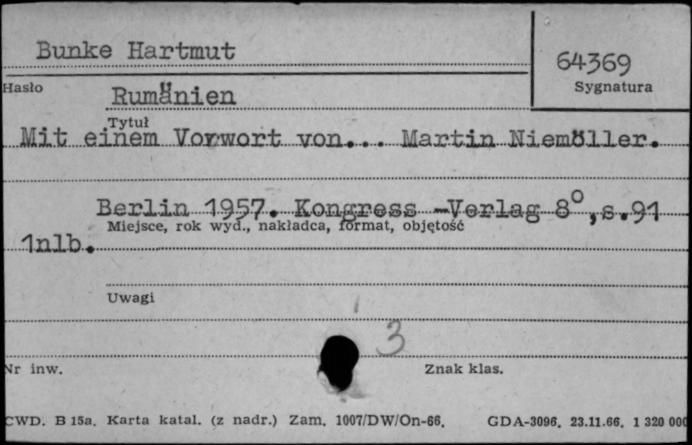 Bunke Hartmut
64369
Hasło
Sygnatura
Rumänien
Tytuł
Mit einem Vorwort von... Martin Niemöller.
Berlin 1957. Kongress -Verlag 8°, s.91
Miejsce, rok wyd., nakładca, format, objętość
1nlb.
Uwagi
3
Nr inw.
Znak klas.
CWD. B 15a. Karta katal. (z nadr.) Zam. 1007/DW/On-66. GDA-3096. 23.11.66. 1 320 000